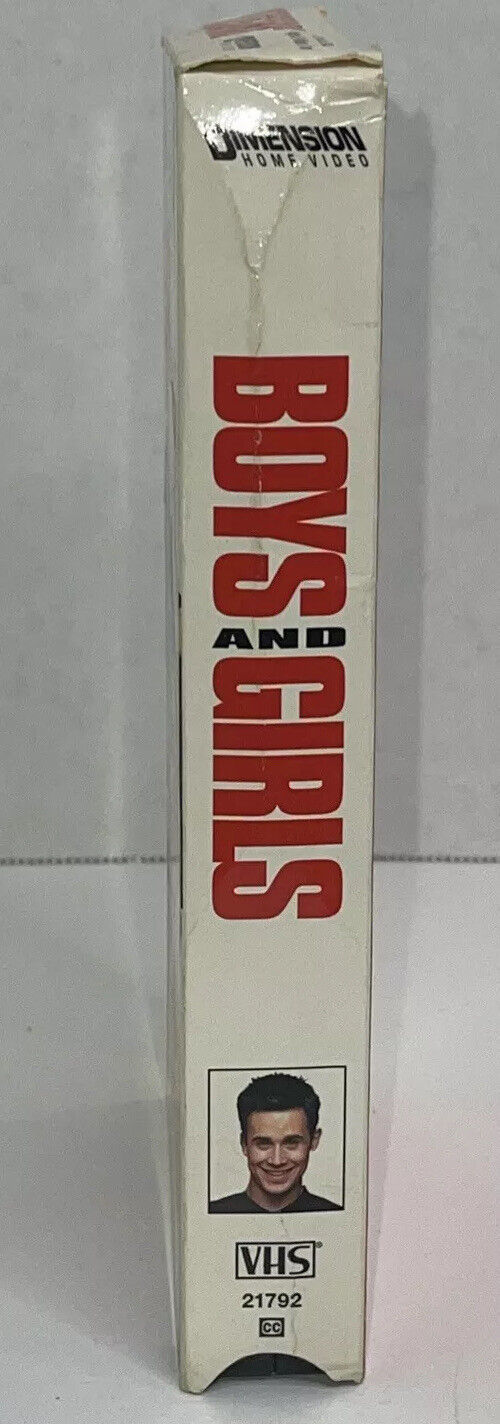 DIMENSION
HOME VIDEO
BOYS
AND
GIRLS
VHS®
21792
CC